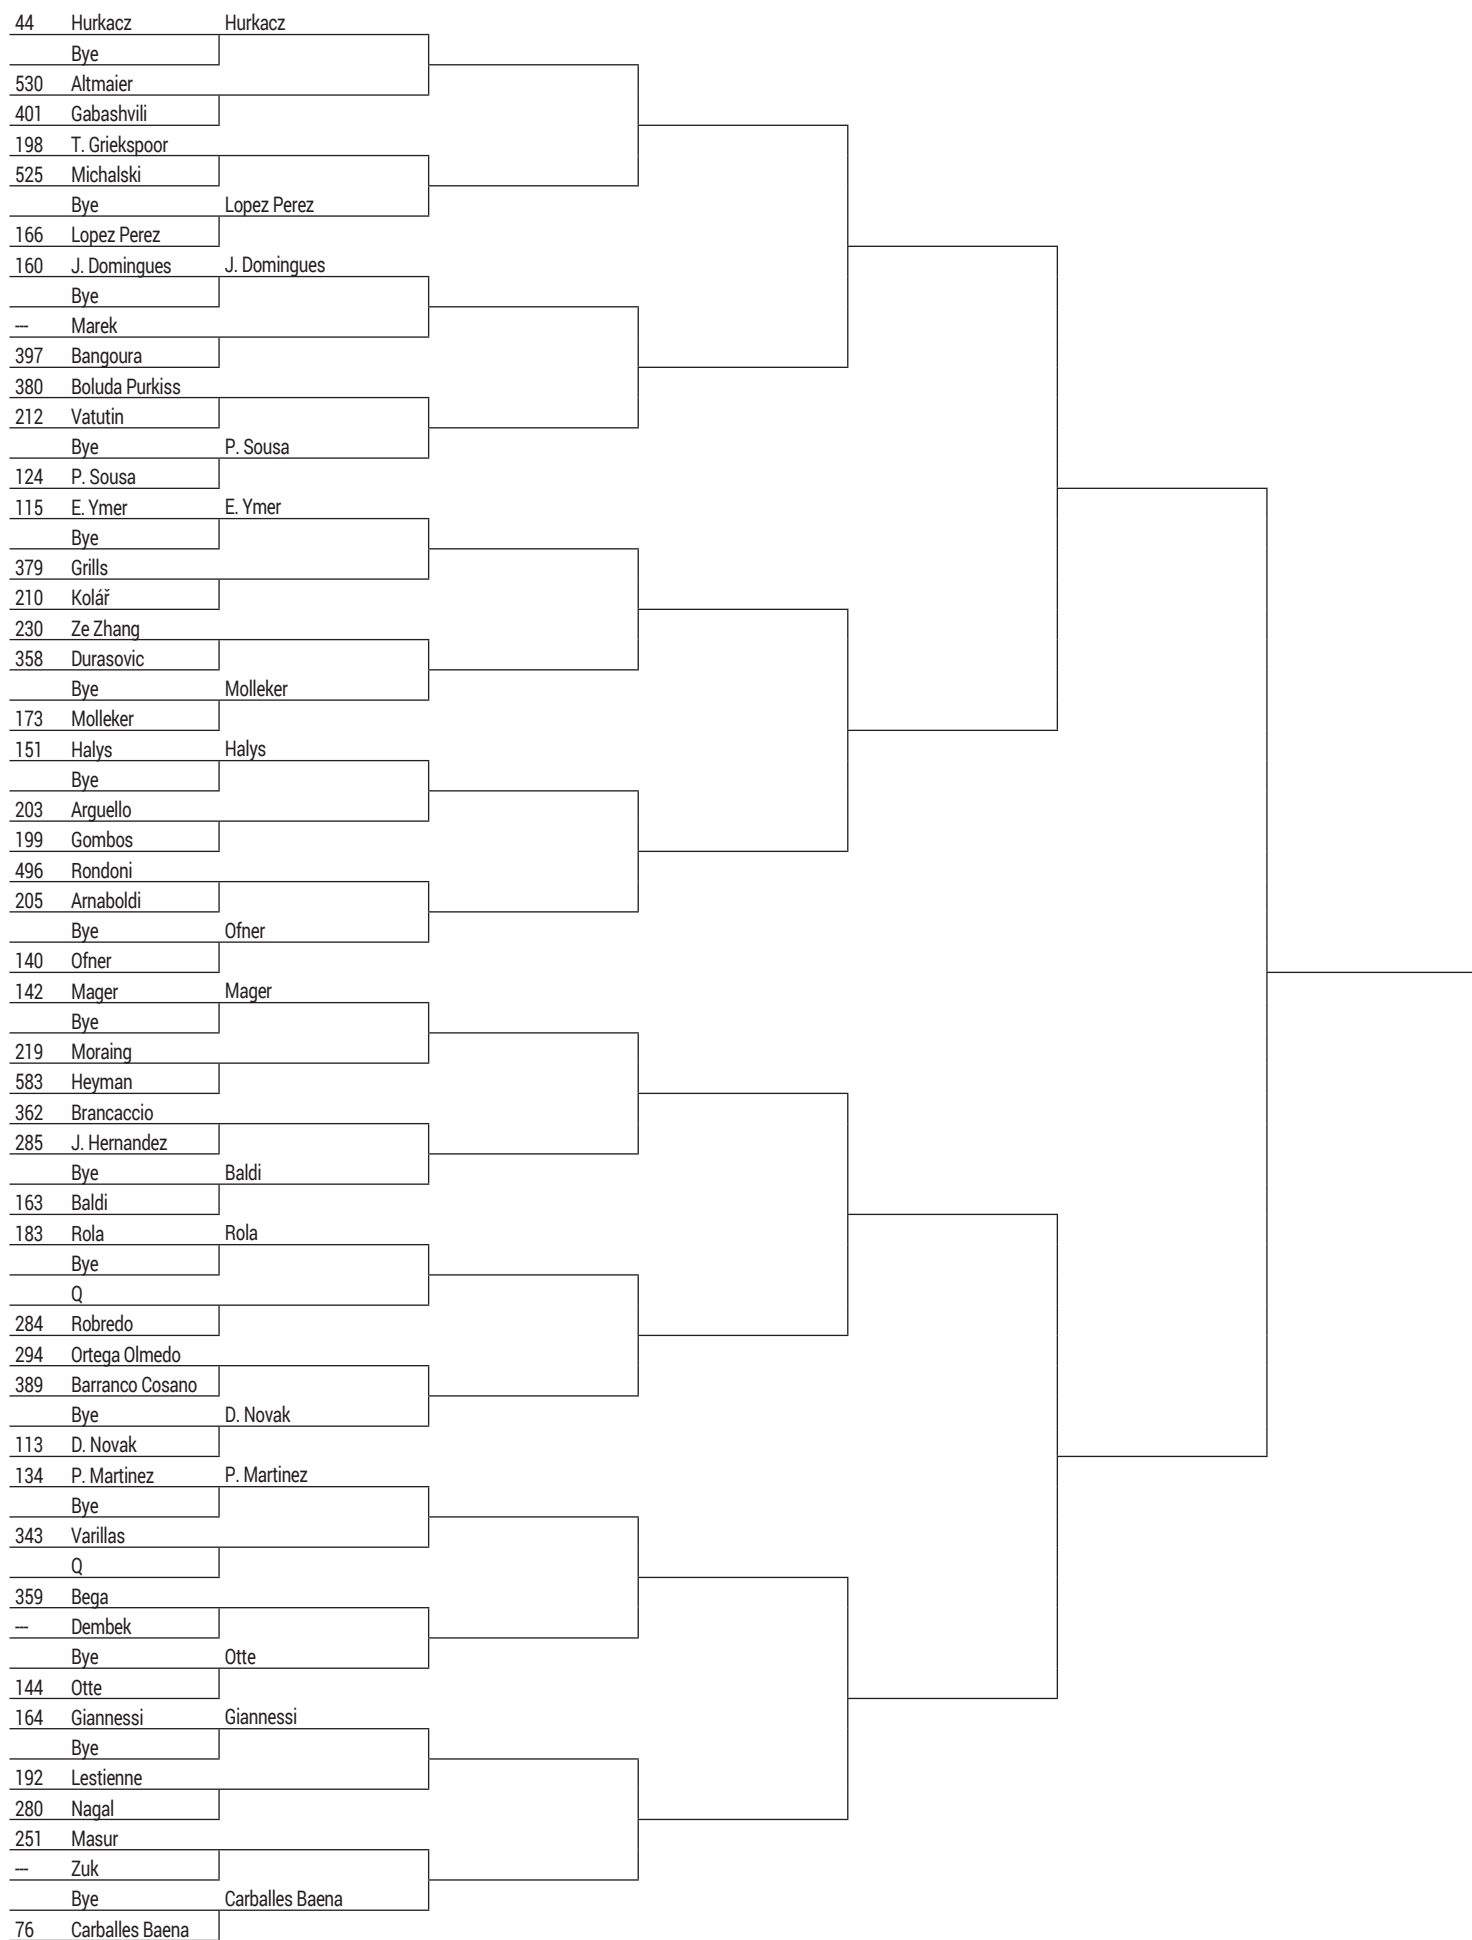 44 Hurkacz Hurkacz
Bye
530 Altmaier
401 Gabashvili
198 T. Griekspoor
525 Michalski
Bye Lopez Perez
166 Lopez Perez
160 J. Domingues J. Domingues
Bye
--- Marek
397 Bangoura
380 Boluda Purkiss
212 Vatutin
Bye P. Sousa
124 P. Sousa
115 E. Ymer E. Ymer
Bye
379 Grills
210 Kolář
230 Ze Zhang
358 Durasovic
Bye Molleker
173 Molleker
151 Halys Halys
Bye
203 Arguello
199 Gombos
496 Rondoni
205 Arnaboldi
Bye Ofner
140 Ofner
142 Mager Mager
Bye
219 Moraing
583 Heyman
362 Brancaccio
285 J. Hernandez
Bye Baldi
163 Baldi
183 Rola Rola
Bye
Q
284 Robredo
294 Ortega Olmedo
389 Barranco Cosano
Bye D. Novak
113 D. Novak
134 P. Martinez P. Martinez
Bye
343 Varillas
Q
359 Bega
--- Dembek
Bye Otte
144 Otte
164 Giannessi Giannessi
Bye
192 Lestienne
280 Nagal
251 Masur
--- Zuk
Bye Carballes Baena
76 Carballes Baena